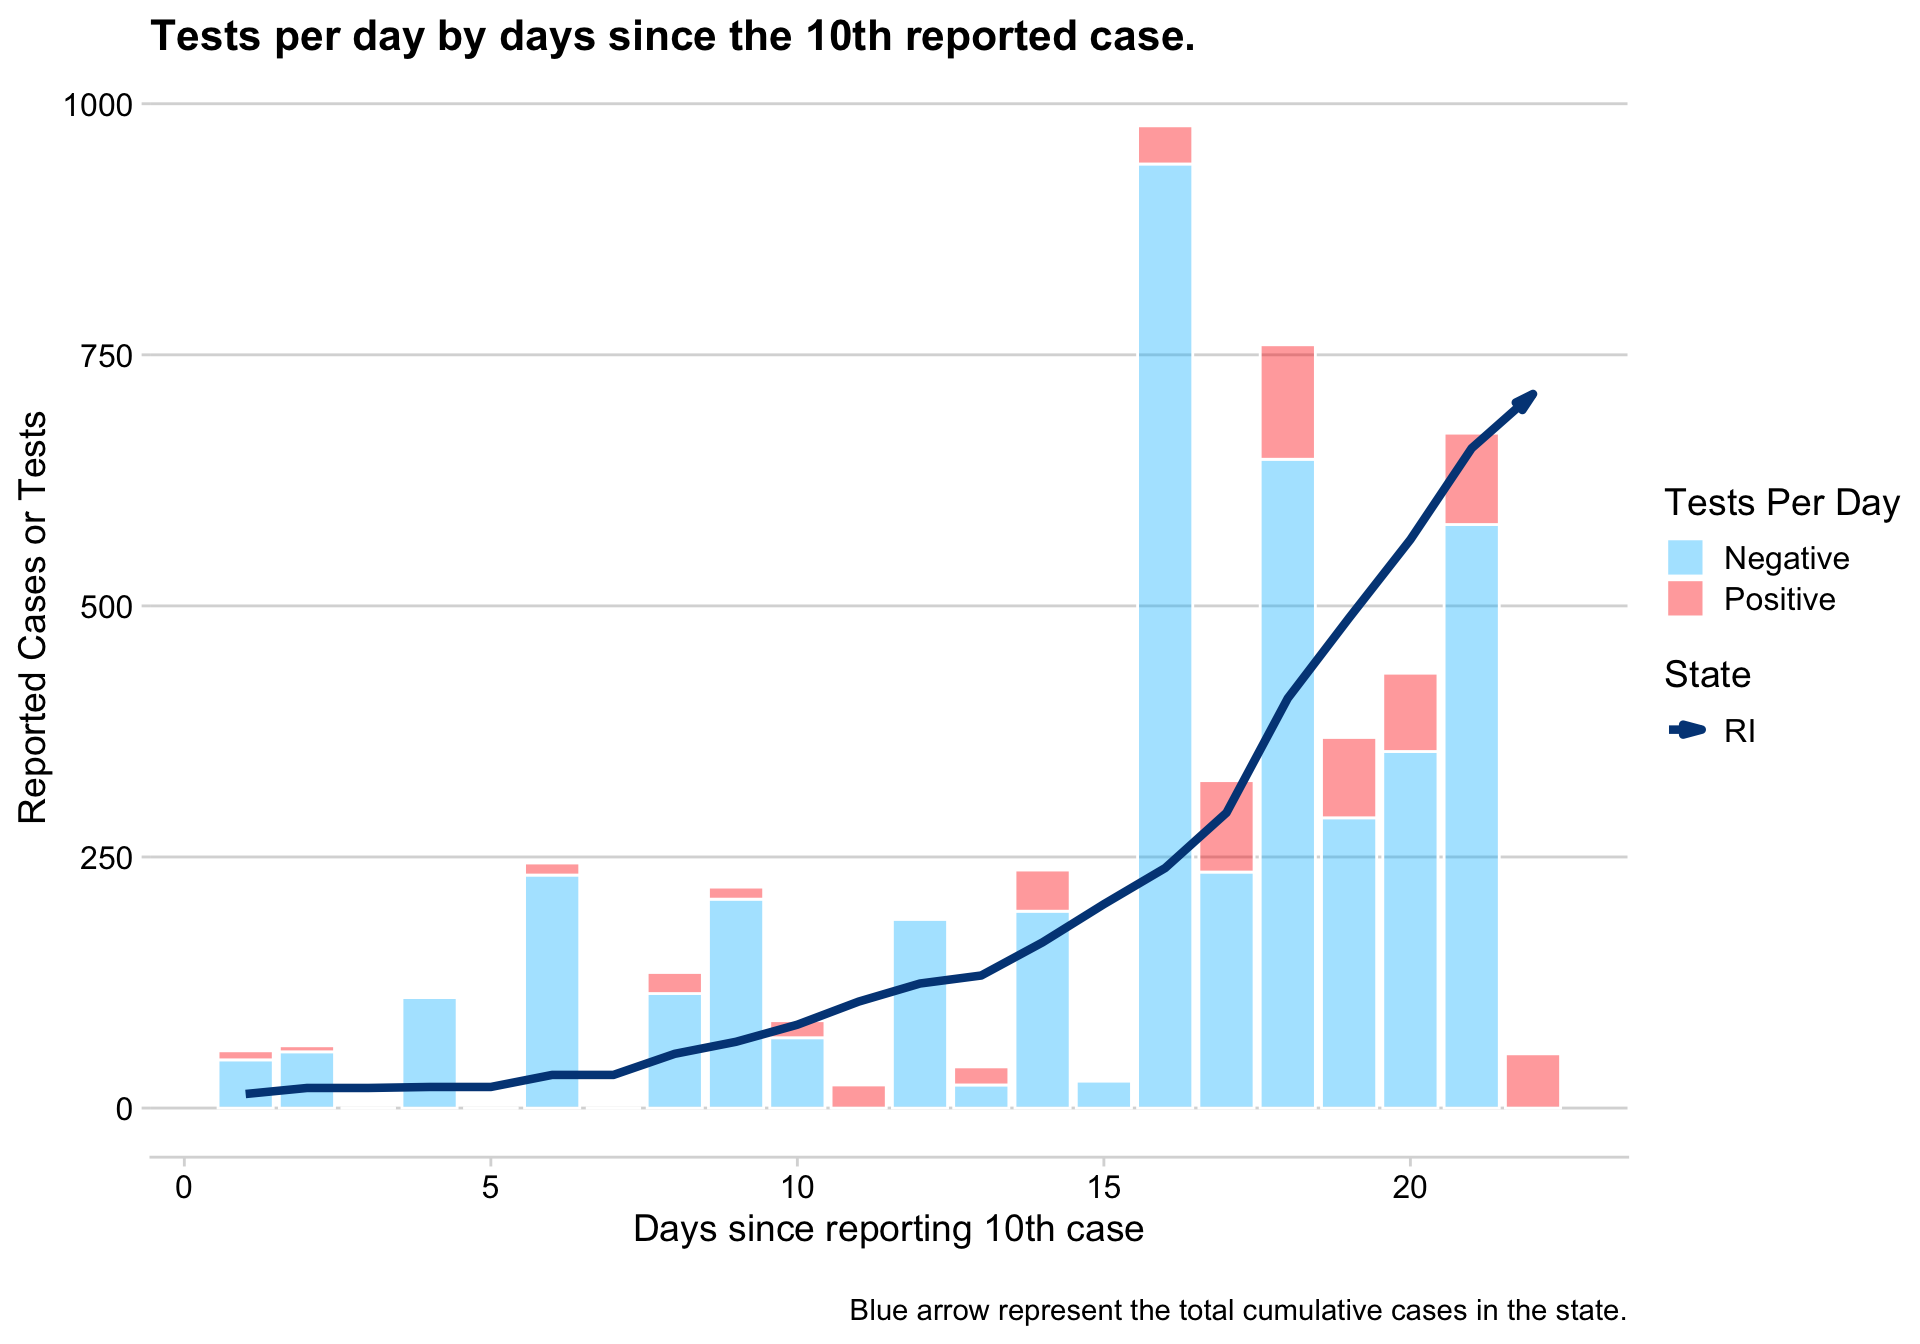 Tests per day by days since the 10th reported case.
1000
750
500
250
0
Reported Cases or Tests
0 5 10 15 20
Days since reporting 10th case
Tests Per Day
Negative
Positive
State
RI
Blue arrow represent the total cumulative cases in the state.